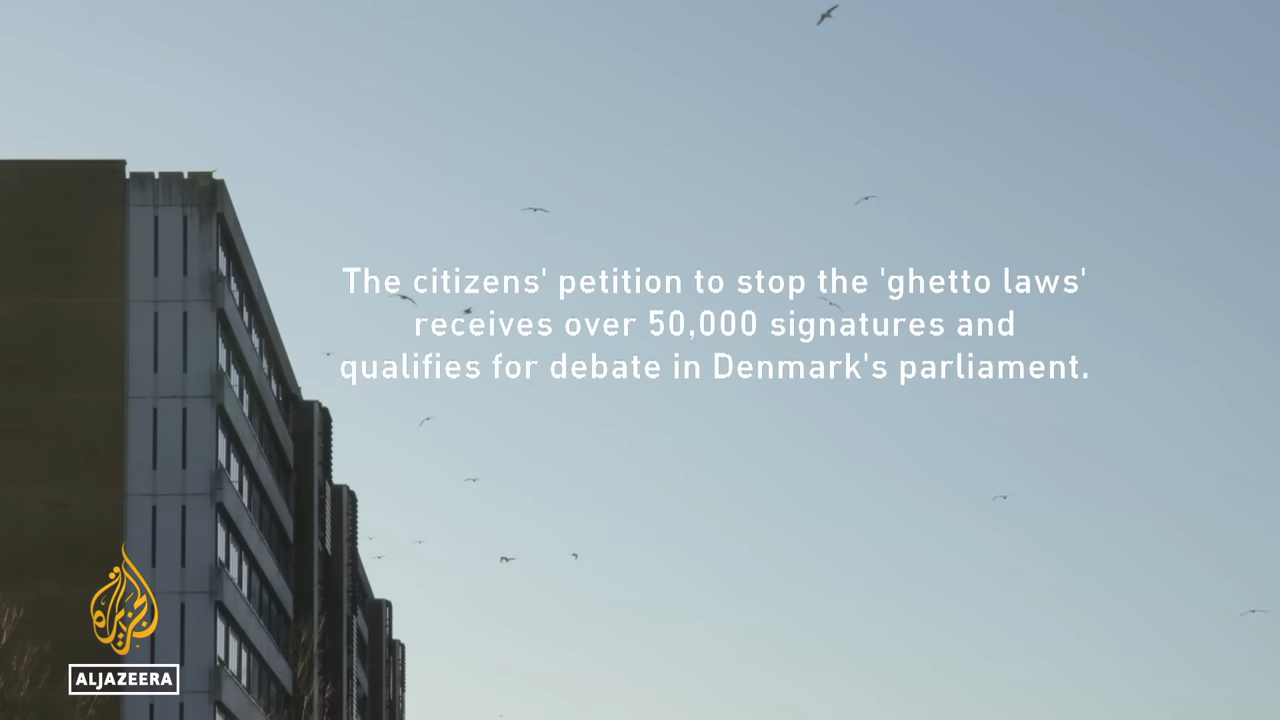 The citizens' petition to stop the 'ghetto laws'
receives over 50,000 signatures and
qualifies for debate in Denmark's parliament.
الجزيرة
ALJAZEERA